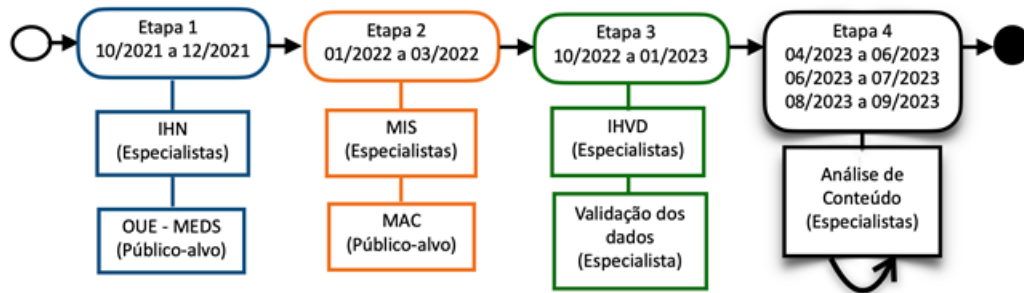 Etapa 1
10/2021 a 12/2021
IHN
(Especialistas)
OUE - MEDS
(Público-alvo)
Etapa 2
01/2022 a 03/2022
MIS
(Especialistas)
MAC
(Público-alvo)
Etapa 3
10/2022 a 01/2023
IHVD
(Especialistas)
Validação dos
dados
(Especialista)
Etapa 4
04/2023 a 06/2023
06/2023 a 07/2023
08/2023 a 09/2023
Análise de
Conteúdo
(Especialistas)